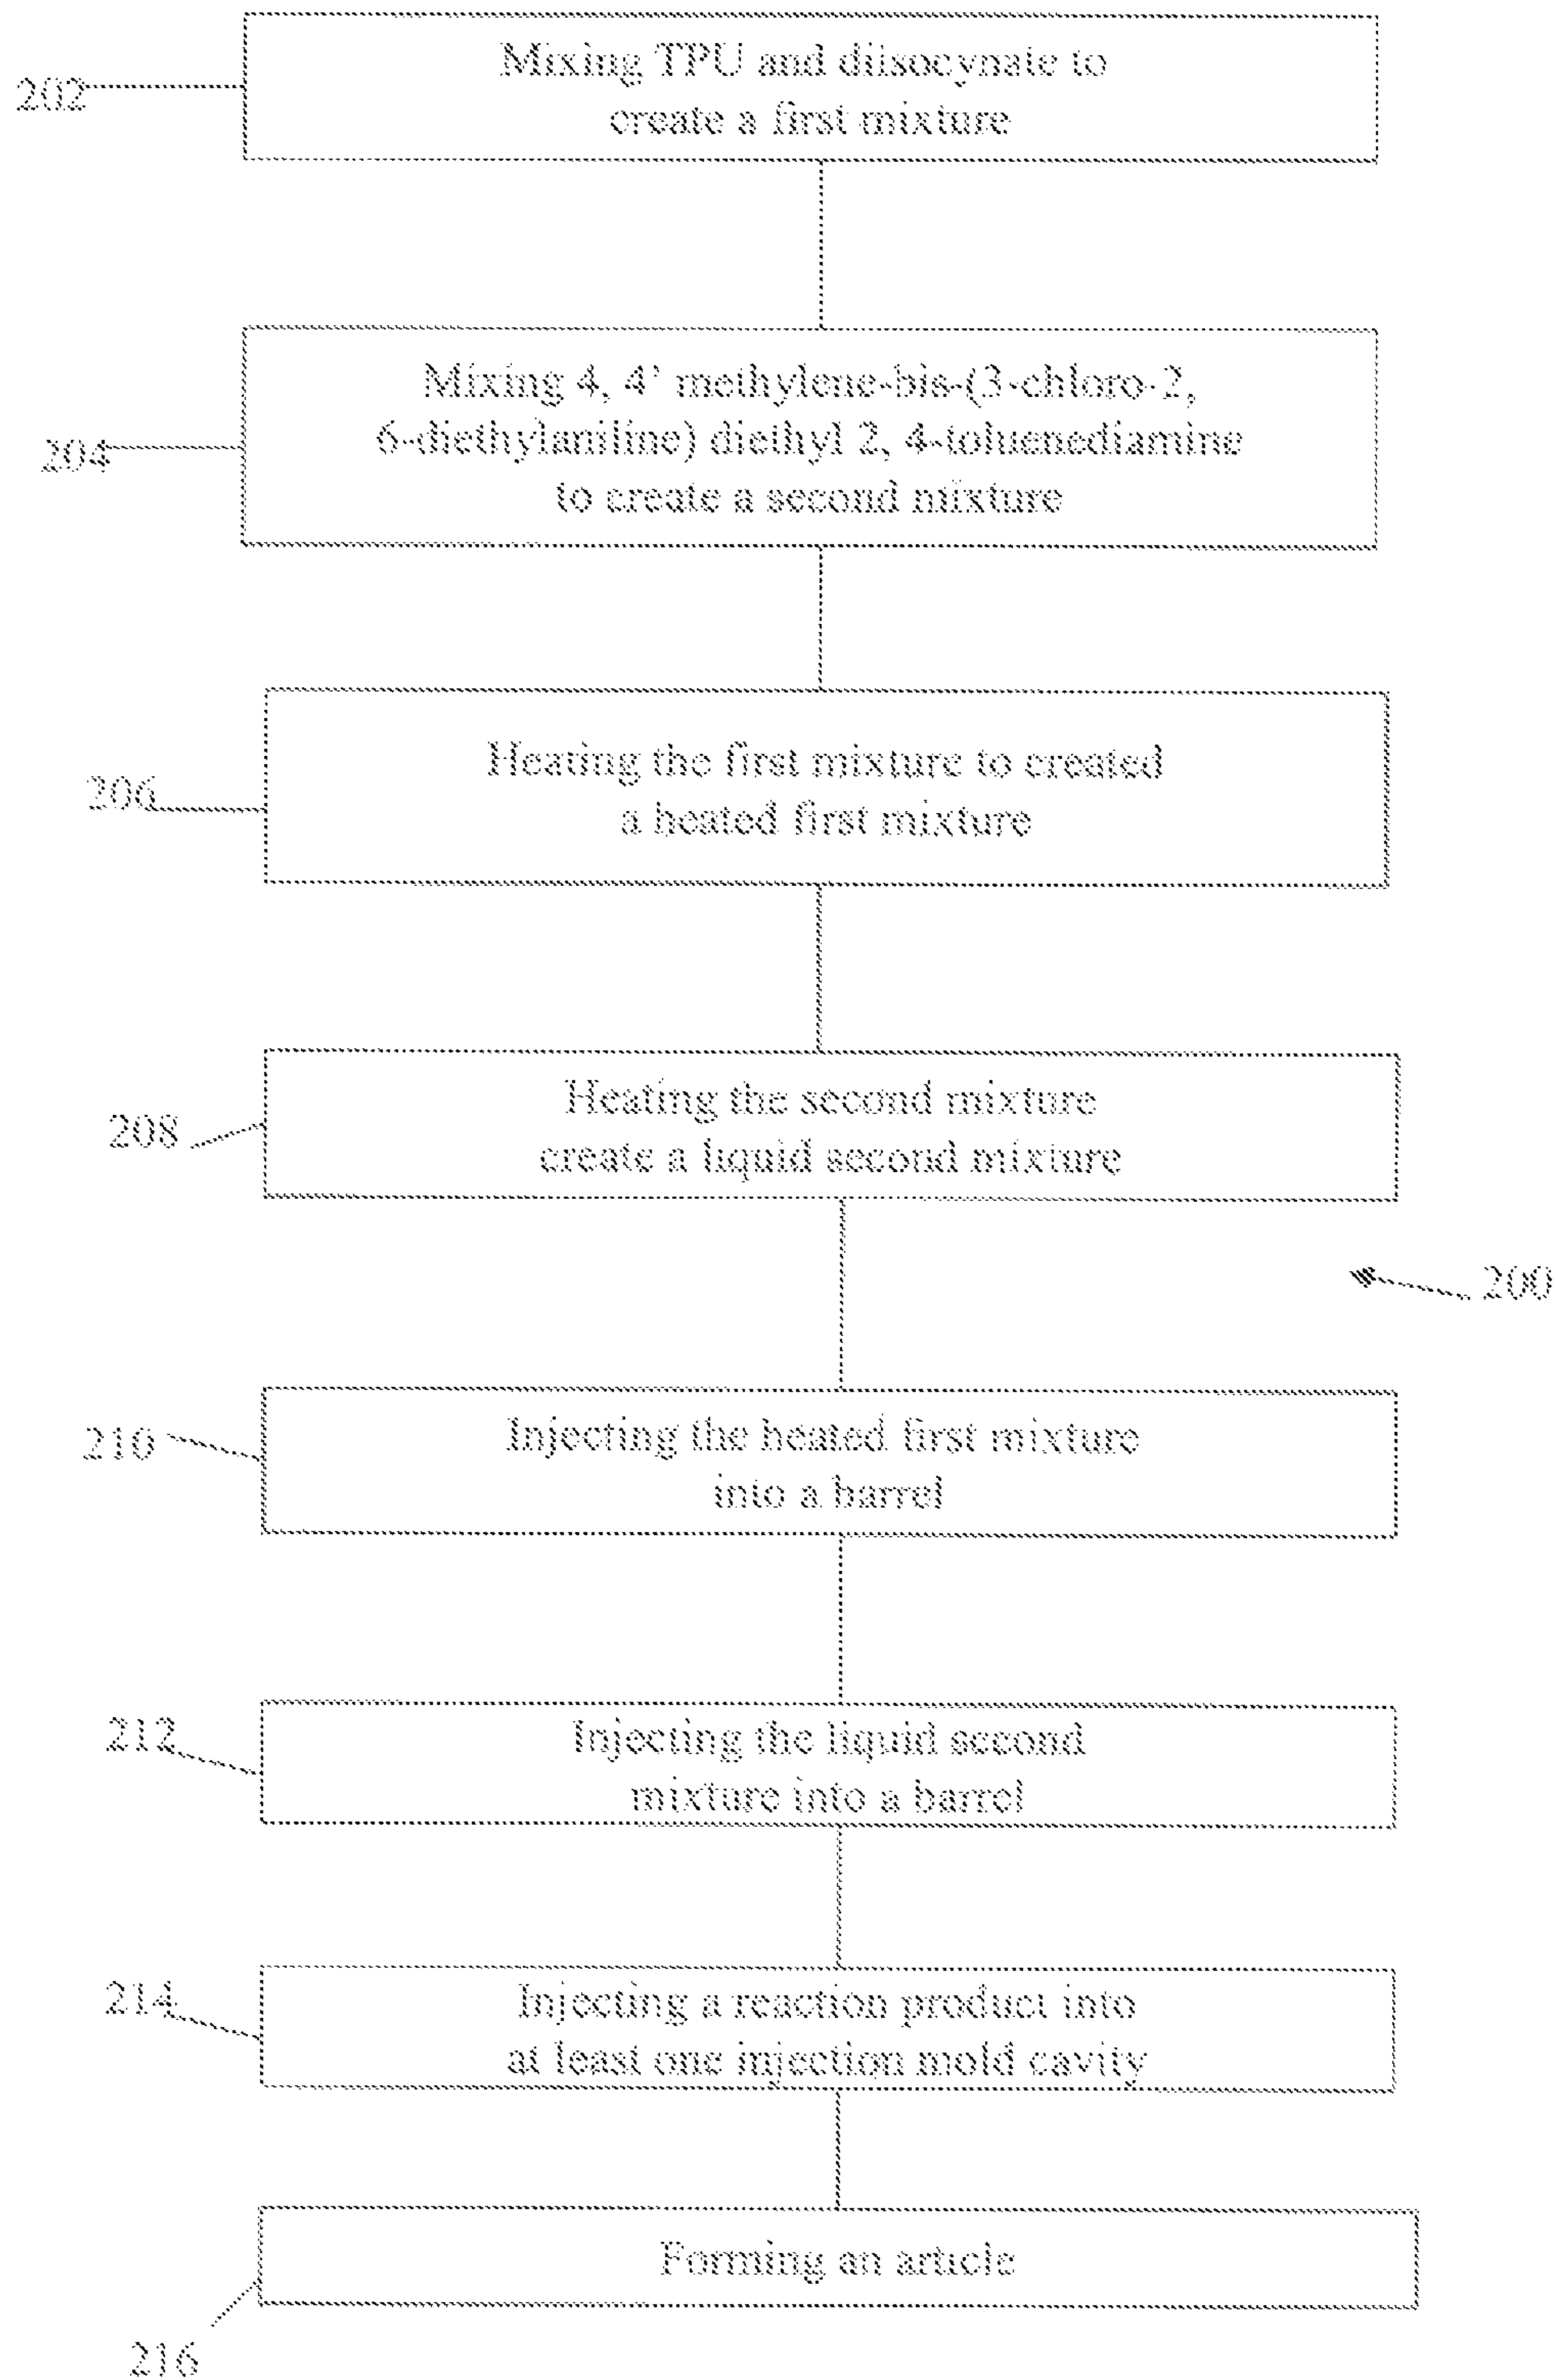 202
Mixing TPU and diisocynate to
create a first mixture
204
Mixing 4, 4' methylene-bis-(3-chloro-2,
6-diethylaniline) diethyl 2, 4-toluenediamine
to create a second mixture
206
Heating the first mixture to created
a heated first mixture
208
Heating the second mixture
create a liquid second mixture
200
210
Injecting the heated first mixture
into a barrel
212
Injecting the liquid second
mixture into a barrel
214
Injecting a reaction product into
at least one injection mold cavity
Forming an article
216